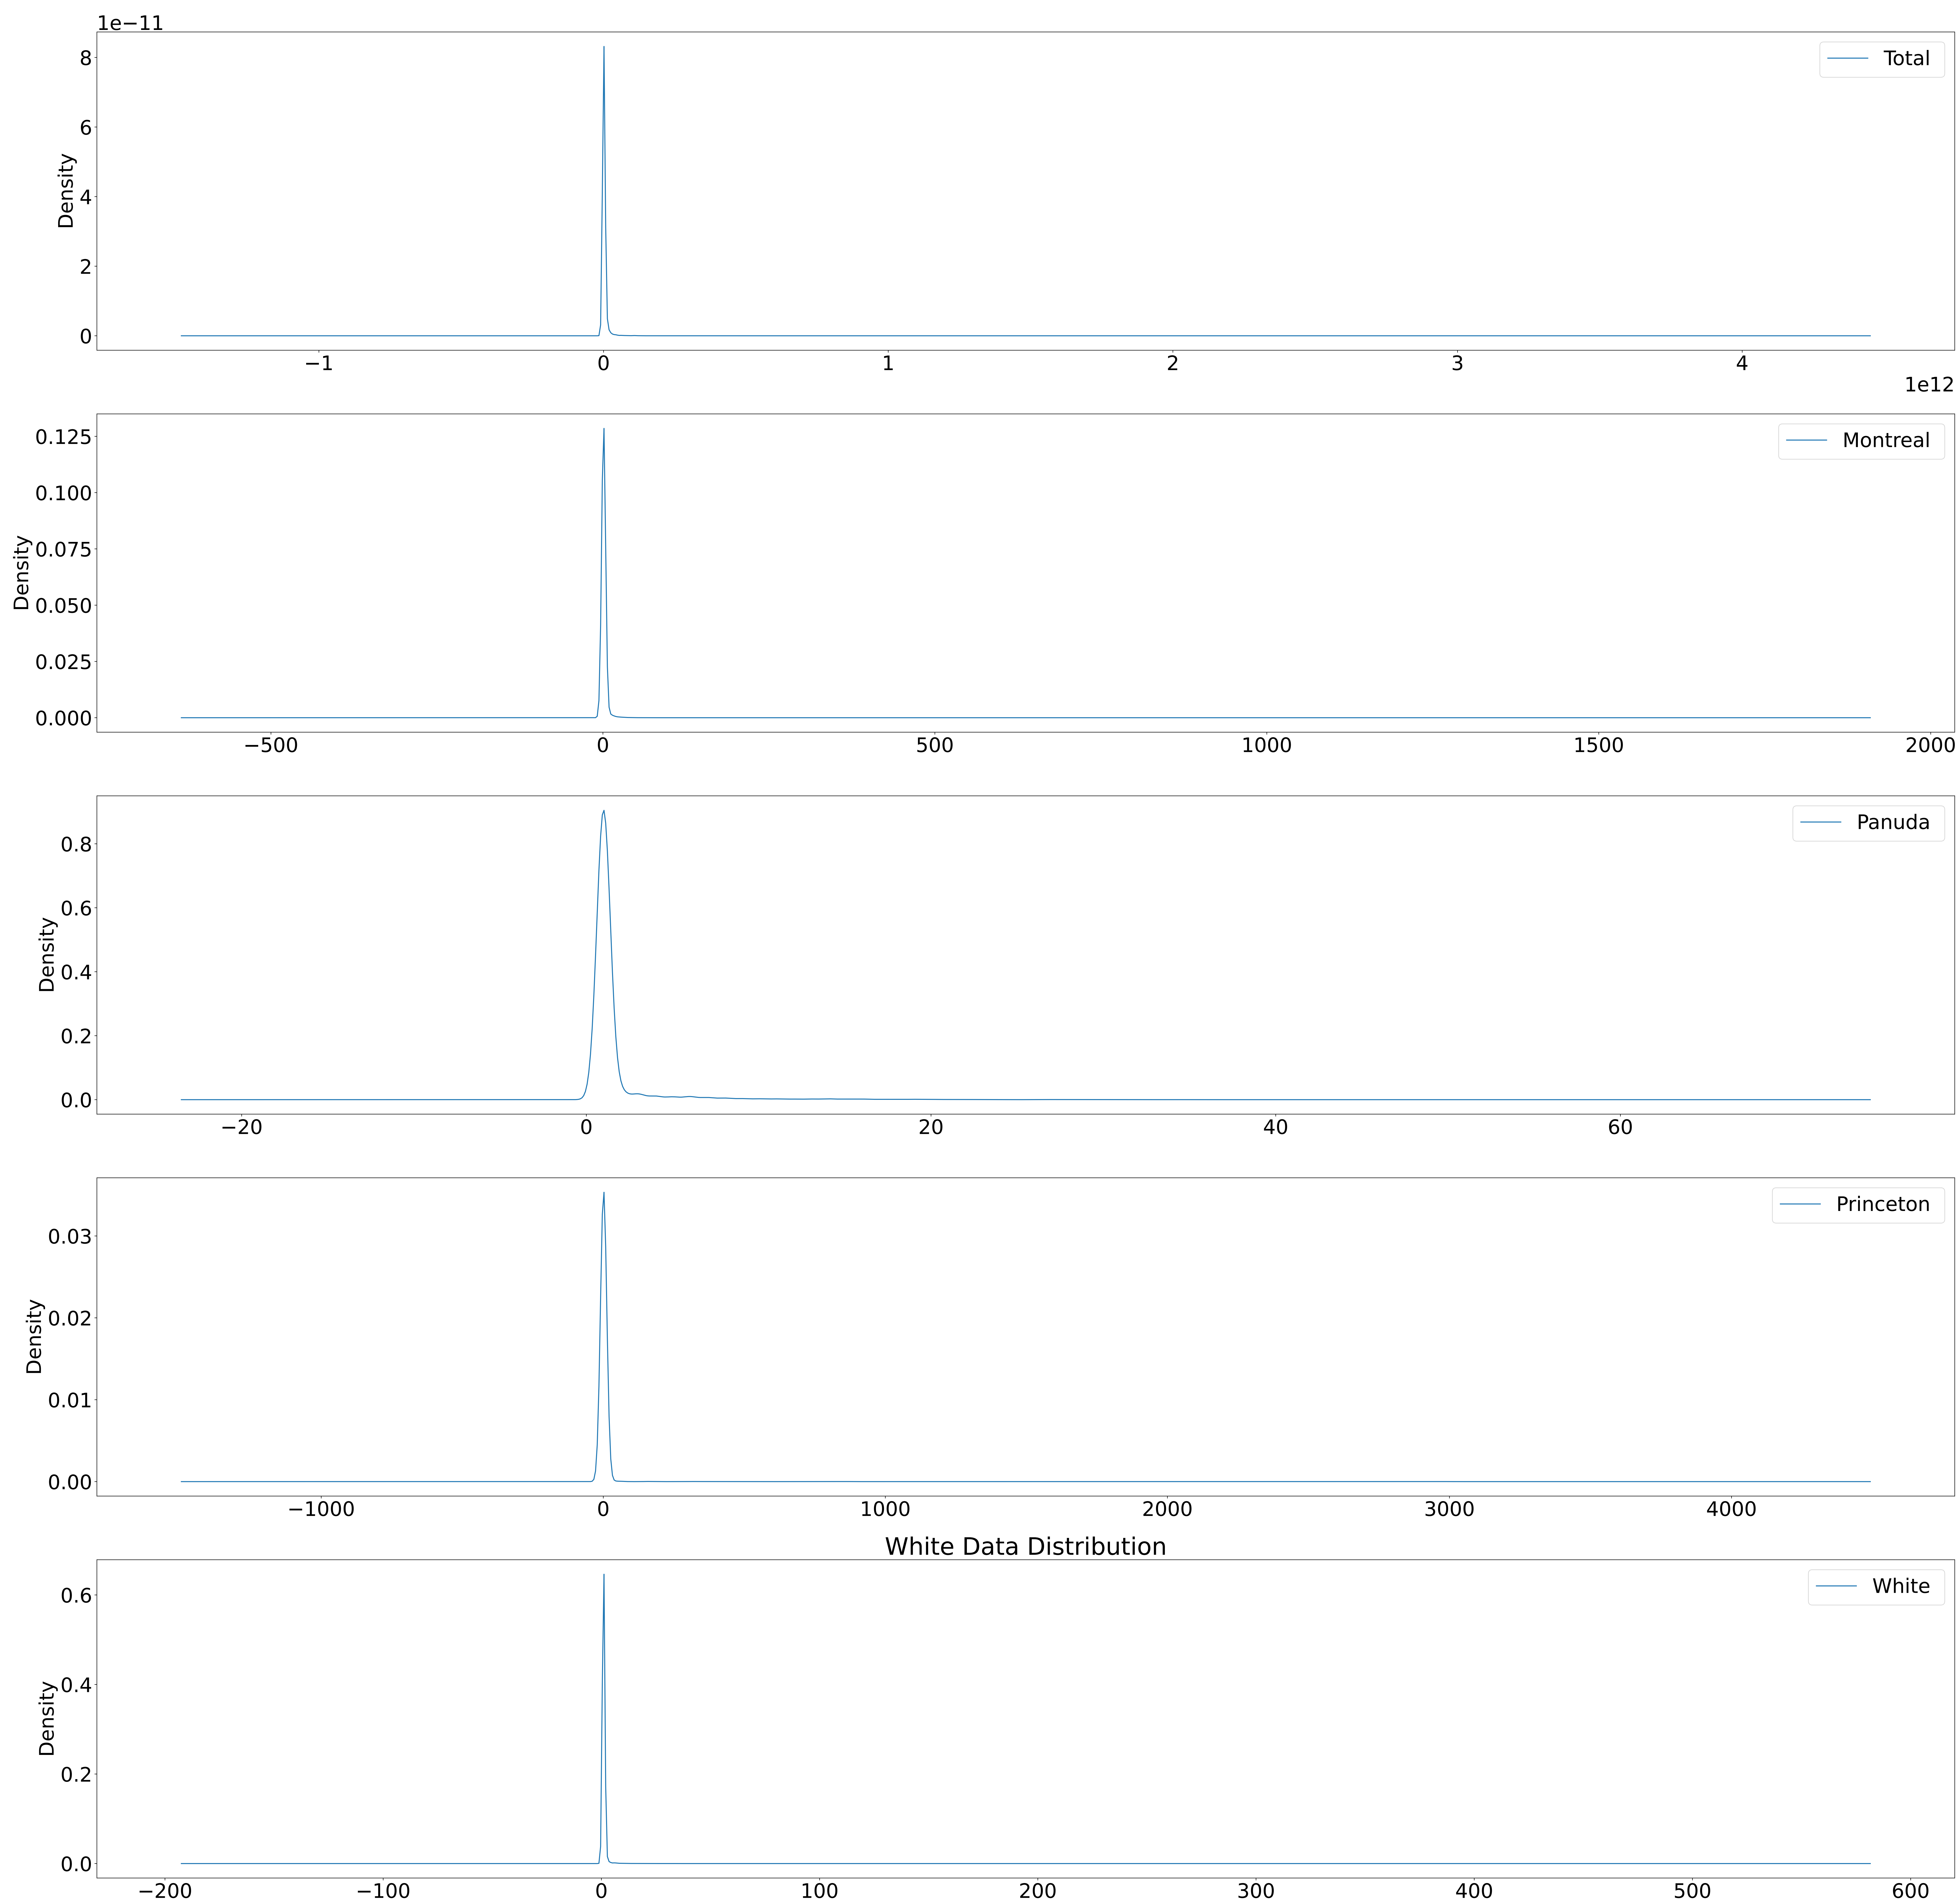 1e−11
8
6
4
2
0
Density
Total
−1 0 1 2 3 4
1e12
0.125
0.100
0.075
0.050
0.025
0.000
Density
Montreal
−500 0 500 1000 1500 2000
0.8
0.6
0.4
0.2
0.0
Density
Panuda
−20 0 20 40 60
0.03
0.02
0.01
0.00
Density
Princeton
−1000 0 1000 2000 3000 4000
White Data Distribution
0.6
0.4
0.2
0.0
Density
White
−200 −100 0 100 200 300 400 500 600